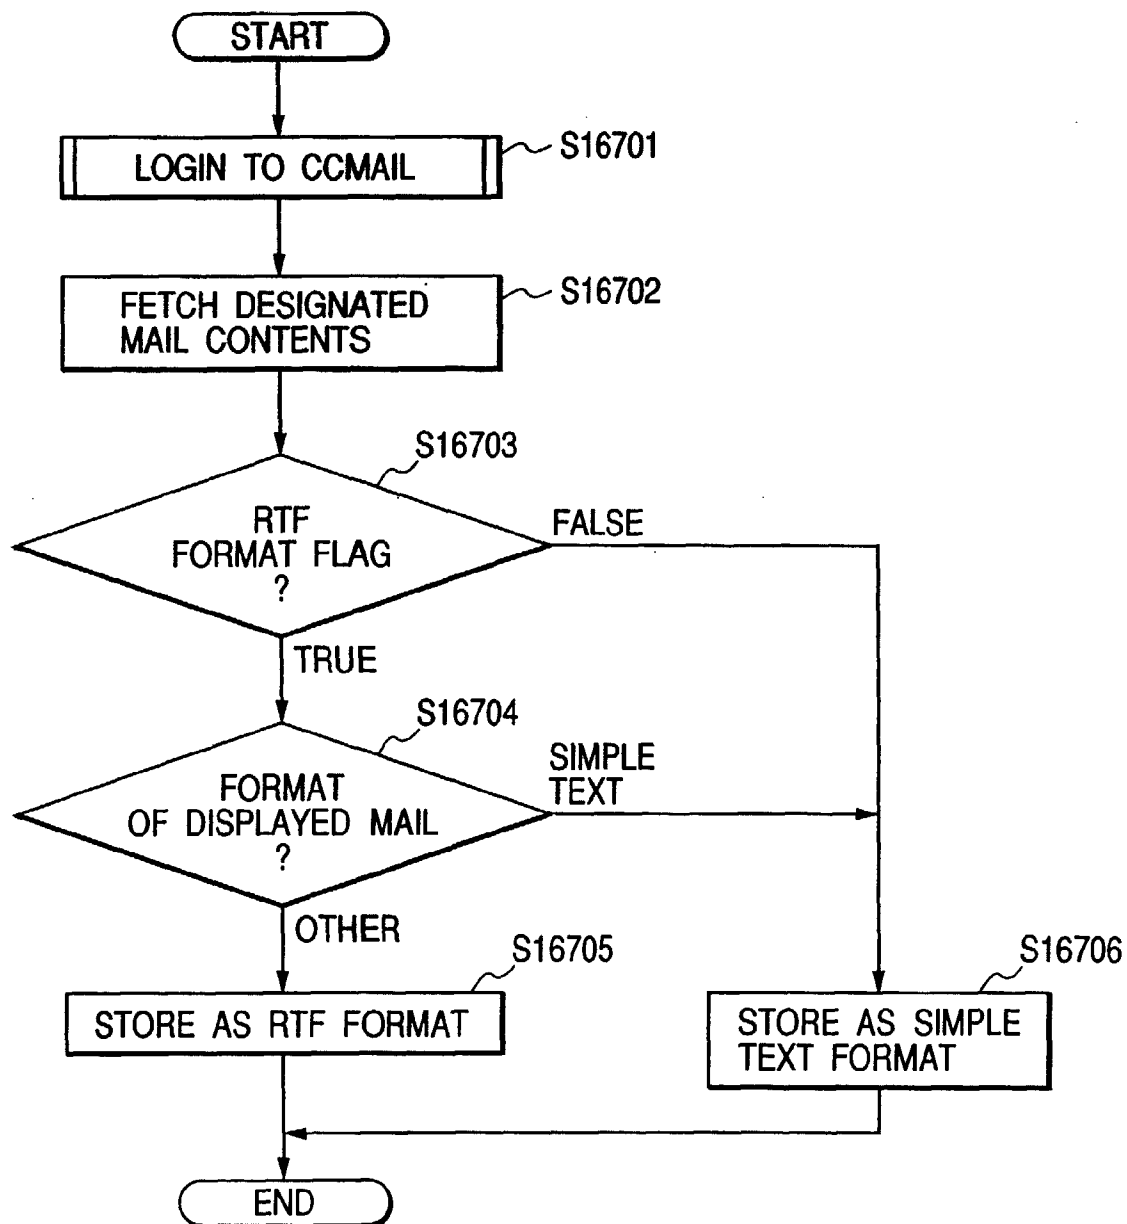 START
LOGIN TO CCMAIL
S16701
FETCH DESIGNATED
MAIL CONTENTS
S16702
S16703
RTF
FORMAT FLAG
?
FALSE
TRUE
S16704
FORMAT
OF DISPLAYED MAIL
?
SIMPLE
TEXT
OTHER
S16705
STORE AS RTF FORMAT
S16706
STORE AS SIMPLE
TEXT FORMAT
END